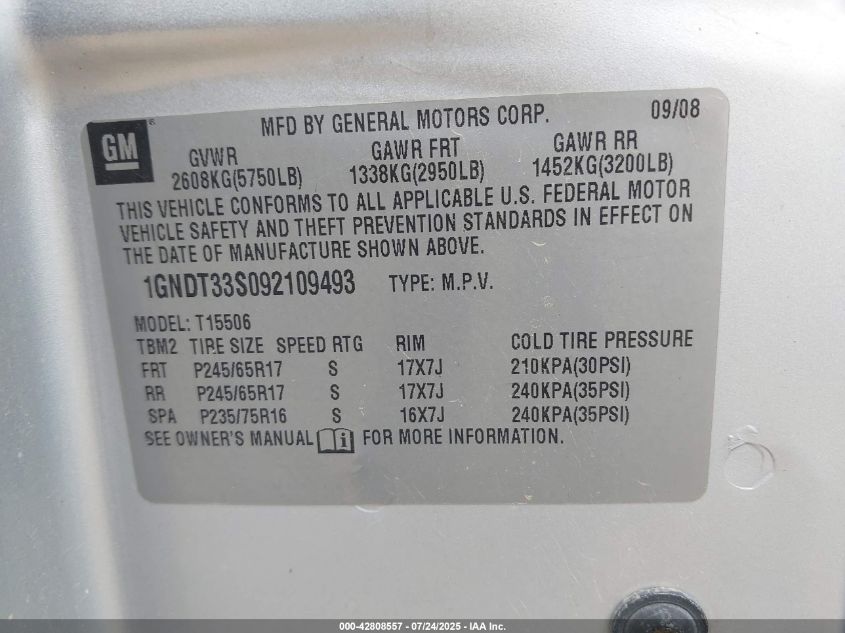 GM
MFD BY GENERAL MOTORS CORP. 09/08
GVWR GAWR FRT GAWR RR
2608KG(5750LB) 1338KG(2950LB) 1452KG(3200LB)
THIS VEHICLE CONFORMS TO ALL APPLICABLE U.S. FEDERAL MOTOR
VEHICLE SAFETY AND THEFT PREVENTION STANDARDS IN EFFECT ON
THE DATE OF MANUFACTURE SHOWN ABOVE.
1GNDT33S092109493 TYPE: M.P.V.
MODEL: T15506
TBM2 TIRE SIZE SPEED RTG RIM COLD TIRE PRESSURE
FRT P245/65R17 S 17X7J 210KPA(30PSI)
RR P245/65R17 S 17X7J 240KPA(35PSI)
SPA P235/75R16 S 16X7J 240KPA(35PSI)
SEE OWNER'S MANUAL i FOR MORE INFORMATION.
000-42808557 - 07/24/2025 - IAA Inc.